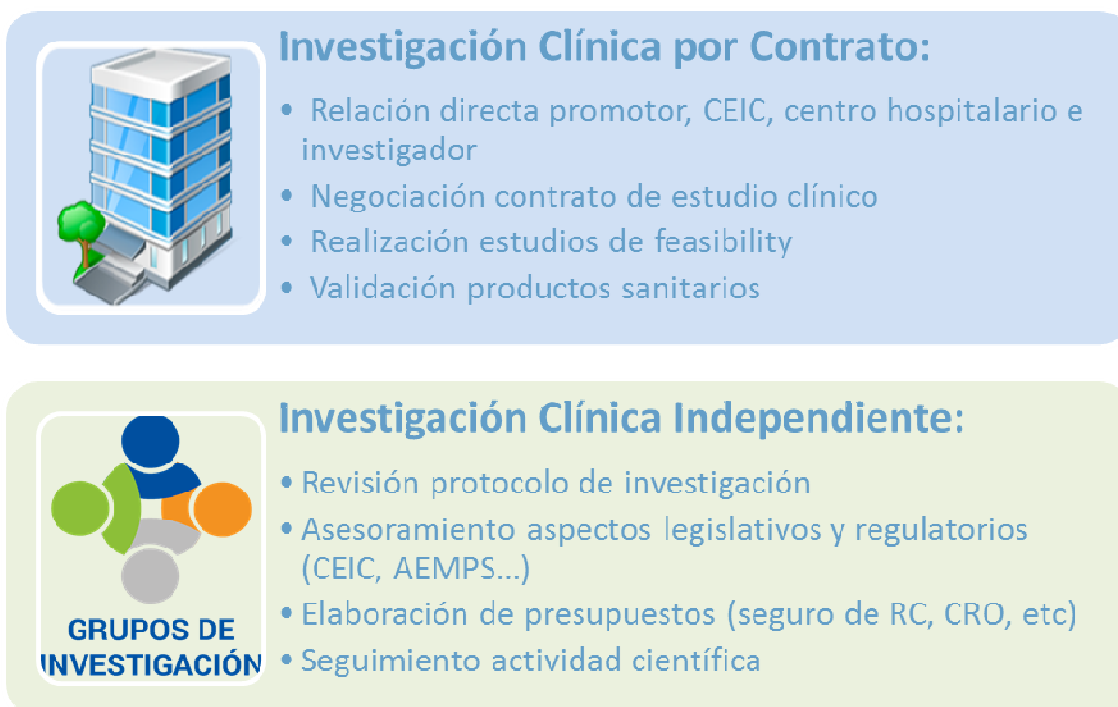 Investigación Clínica por Contrato:
• Relación directa promotor, CEIC, centro hospitalario e
investigador
• Negociación contrato de estudio clínico
• Realización estudios de feasibility
• Validación productos sanitarios
Investigación Clínica Independiente:
• Revisión protocolo de investigación
• Asesoramiento aspectos legislativos y regulatorios
(CEIC, AEMPS...)
• Elaboración de presupuestos (seguro de RC, CRO, etc)
• Seguimiento actividad científica
GRUPOS DE
INVESTIGACIÓN